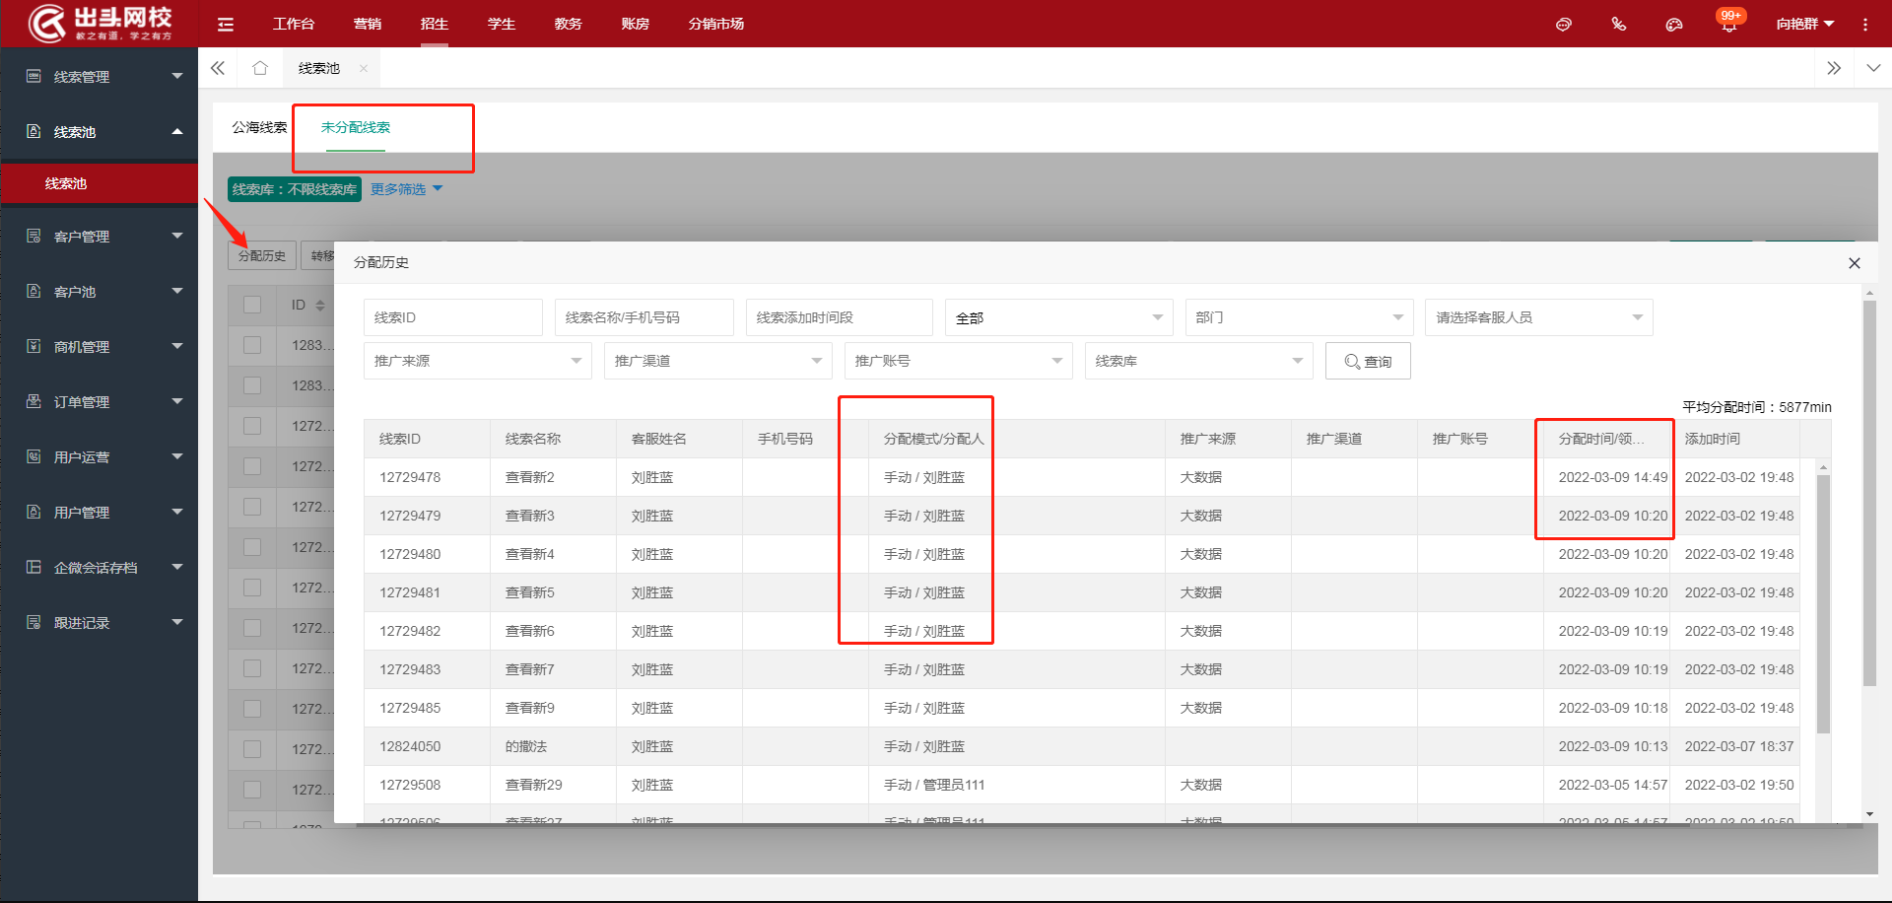 出头网校
教之有道，学之有方
工作台 营销 招生 学生 教务 账房 分销市场
99+
向艳群
线索管理
线索池
线索池
客户管理
客户池
商机管理
订单管理
用户运营
用户管理
企微会话存档
跟进记录
线索池
公海线索 未分配线索
线索库：不限线索库 更多筛选
分配历史 转移
ID
1283...
1283...
1272...
1272...
1272...
1272...
1272...
1272...
1272...
1272...
1272...
1272...
分配历史
线索ID 线索名称/手机号码 线索添加时间段 全部 部门 请选择客服人员
推广来源 推广渠道 推广账号 线索库 查询
平均分配时间：5877min
线索ID 线索名称 客服姓名 手机号码 分配模式/分配人 推广来源 推广渠道 推广账号 分配时间/领... 添加时间
12729478 查看新2 刘胜蓝 手动 / 刘胜蓝 大数据 2022-03-09 14:49 2022-03-02 19:48
12729479 查看新3 刘胜蓝 手动 / 刘胜蓝 大数据 2022-03-09 10:20 2022-03-02 19:48
12729480 查看新4 刘胜蓝 手动 / 刘胜蓝 大数据 2022-03-09 10:20 2022-03-02 19:48
12729481 查看新5 刘胜蓝 手动 / 刘胜蓝 大数据 2022-03-09 10:20 2022-03-02 19:48
12729482 查看新6 刘胜蓝 手动 / 刘胜蓝 大数据 2022-03-09 10:19 2022-03-02 19:48
12729483 查看新7 刘胜蓝 手动 / 刘胜蓝 大数据 2022-03-09 10:19 2022-03-02 19:48
12729485 查看新9 刘胜蓝 手动 / 刘胜蓝 大数据 2022-03-09 10:18 2022-03-02 19:48
12824050 的撒法 刘胜蓝 手动 / 刘胜蓝 2022-03-09 10:13 2022-03-07 18:37
12729508 查看新29 刘胜蓝 手动 / 管理员111 大数据 2022-03-05 14:57 2022-03-02 19:50
12729506 查看新27 刘胜蓝 手动 / 管理员111 大数据 2022-03-05 14:57 2022-03-02 19:50